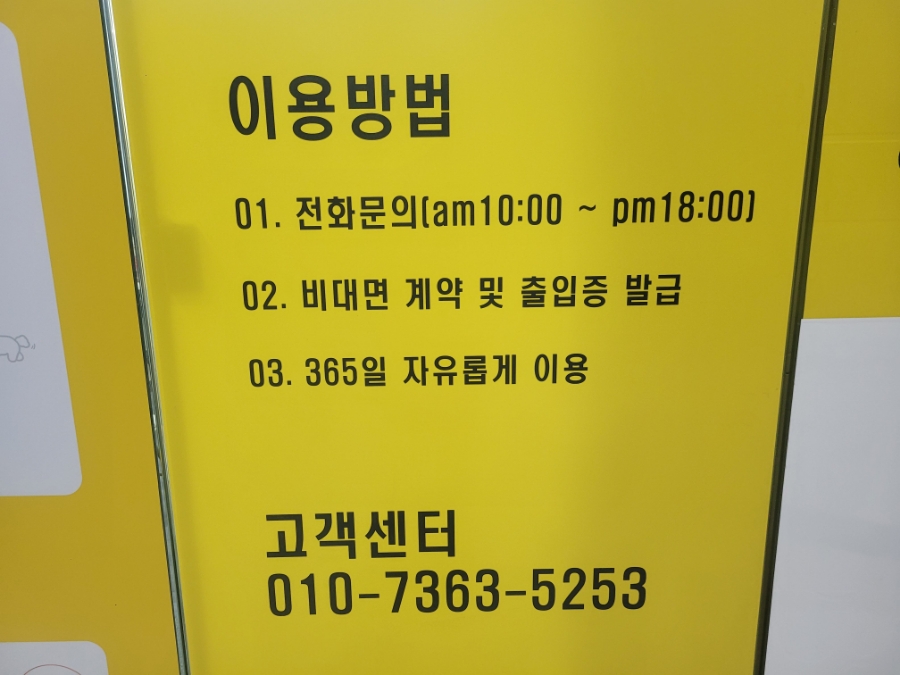 이용방법
01. 전화문의(am10:00 ~ pm18:00)
02. 비대면 계약 및 출입증 발급
03. 365일 자유롭게 이용
고객센터
010-7363-5253